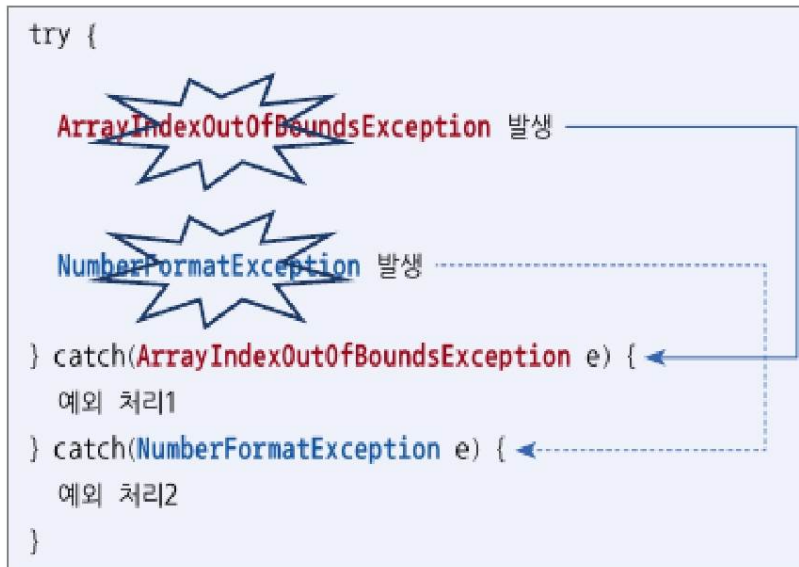 try {
ArrayIndexOutOfBoundsException 발생
NumberFormatException 발생
} catch(ArrayIndexOutOfBoundsException e) {
예외 처리1
} catch(NumberFormatException e) {
예외 처리2
}